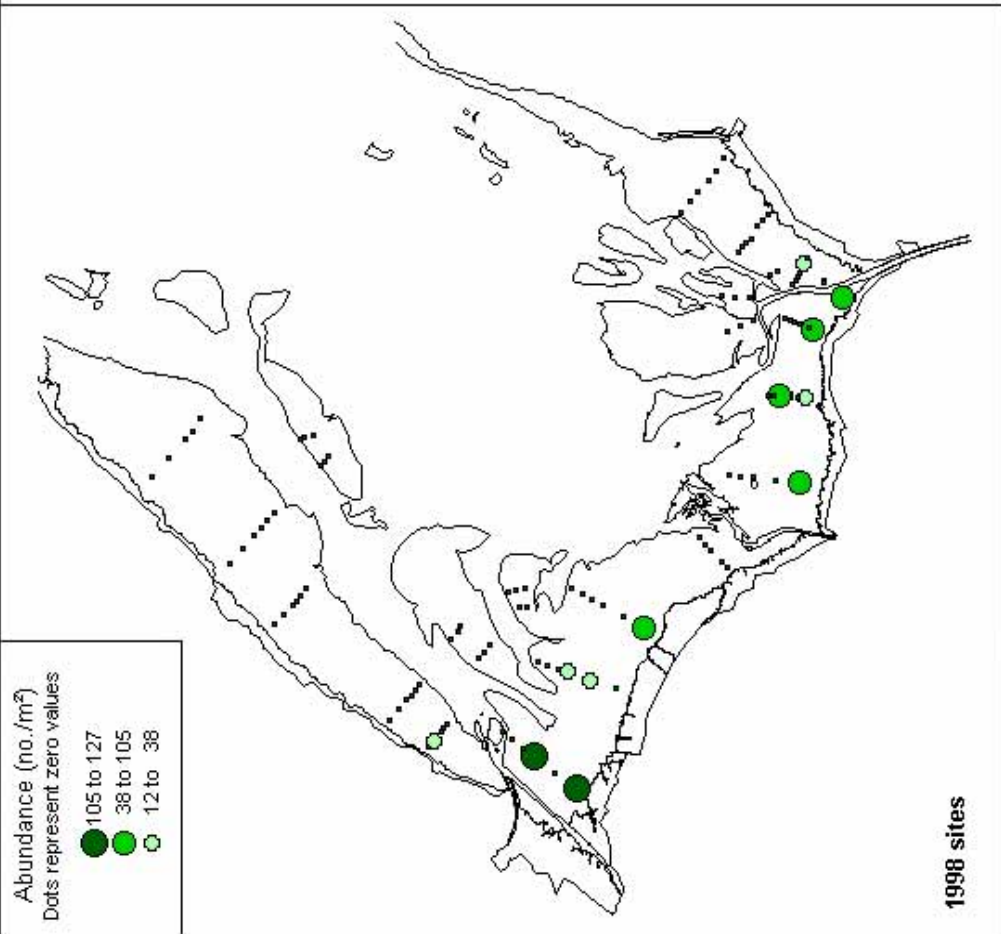 Abundance (no./m²)
Dots represent zero values
105 to 127
38 to 105
12 to 38
1998 sites